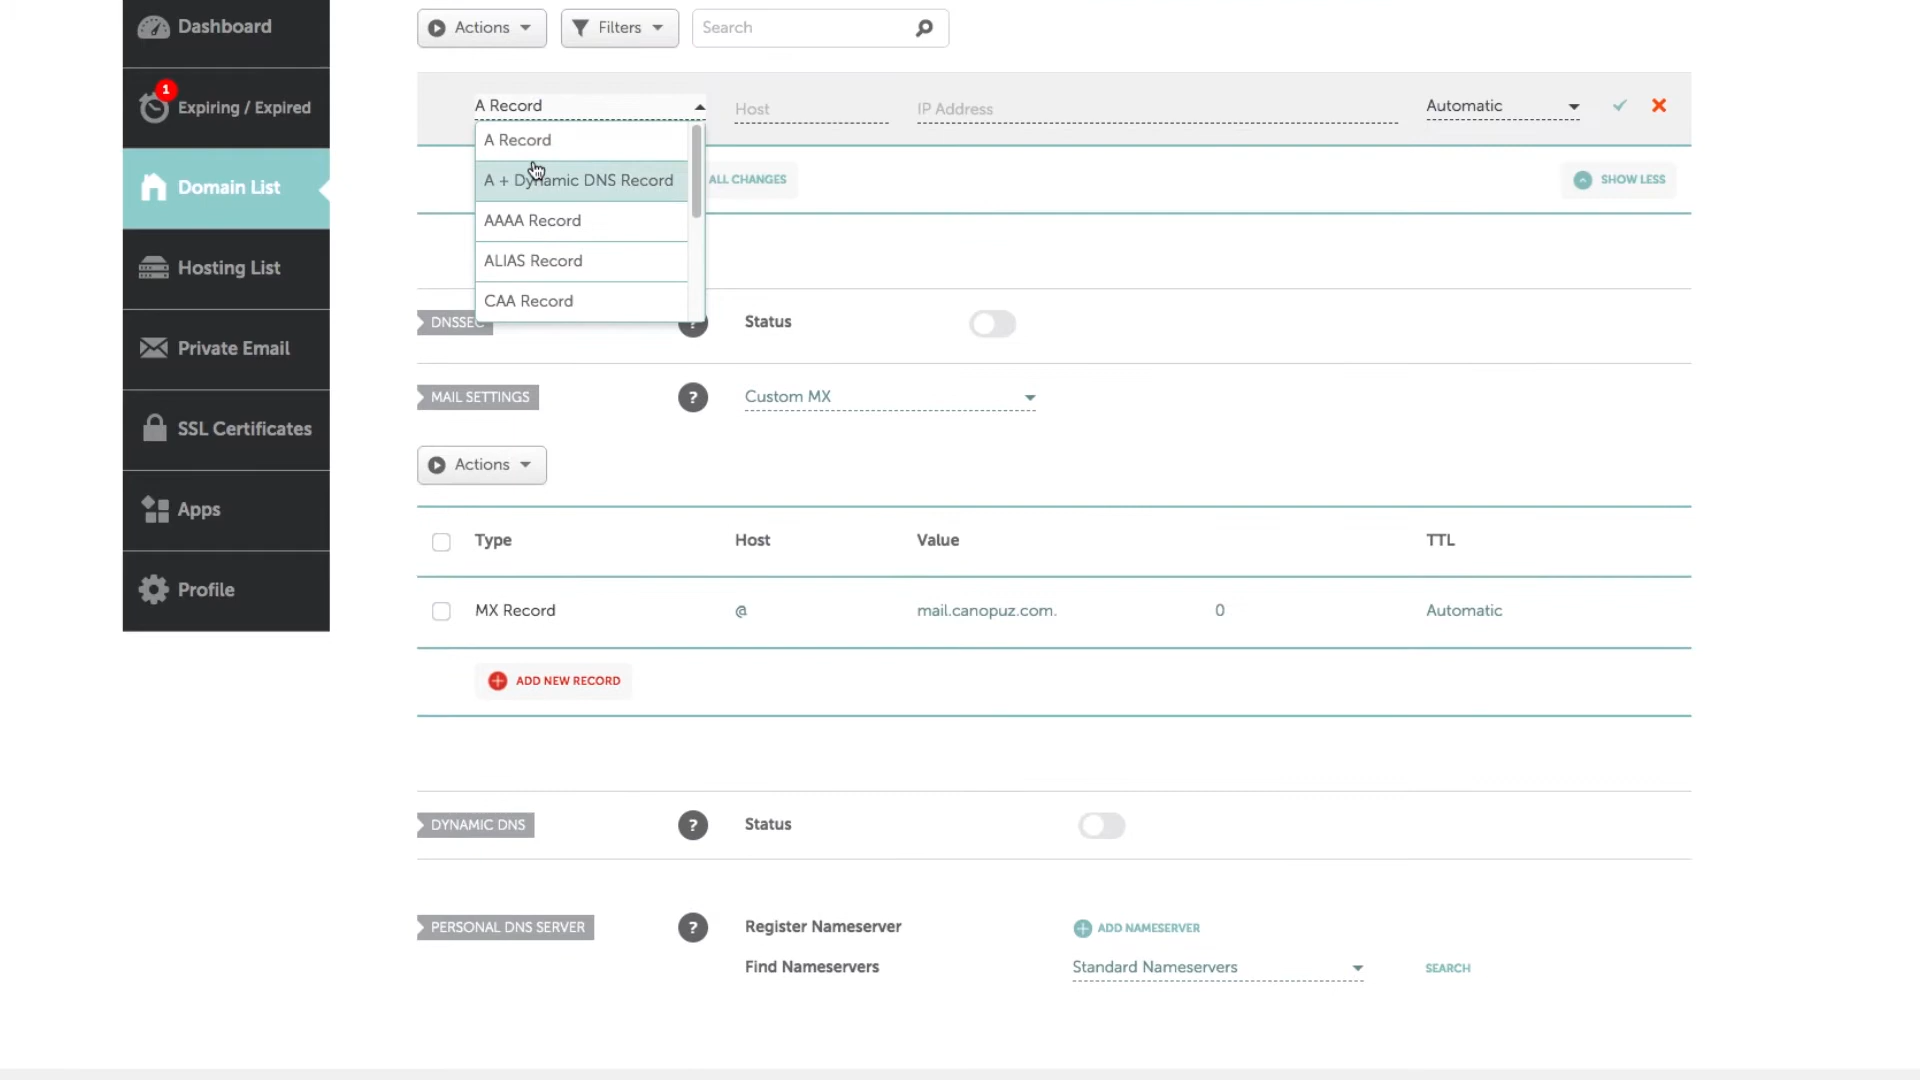 Dashboard
1
Expiring / Expired
Domain List
Hosting List
Private Email
SSL Certificates
Apps
Profile
Actions
Filters
Search
A Record
Host
IP Address
Automatic
A Record
A + Dynamic DNS Record
AAAA Record
ALIAS Record
CAA Record
ALL CHANGES
SHOW LESS
DNSSEC
?
Status
MAIL SETTINGS
?
Custom MX
Actions
Type
Host
Value
TTL
MX Record
@
mail.canopuz.com.
0
Automatic
ADD NEW RECORD
DYNAMIC DNS
?
Status
PERSONAL DNS SERVER
?
Register Nameserver
ADD NAMESERVER
Find Nameservers
Standard Nameservers
SEARCH